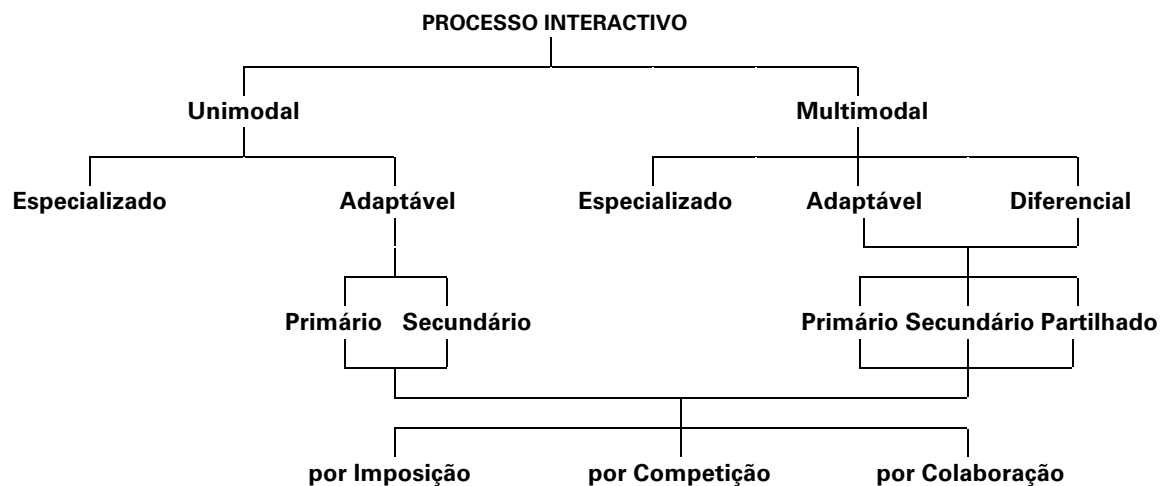 PROCESSO INTERACTIVO
Unimodal Multimodal
Especializado Adaptável Especializado Adaptável Diferencial
Primário Secundário Primário Secundário Partilhado
por Imposição por Competição por Colaboração